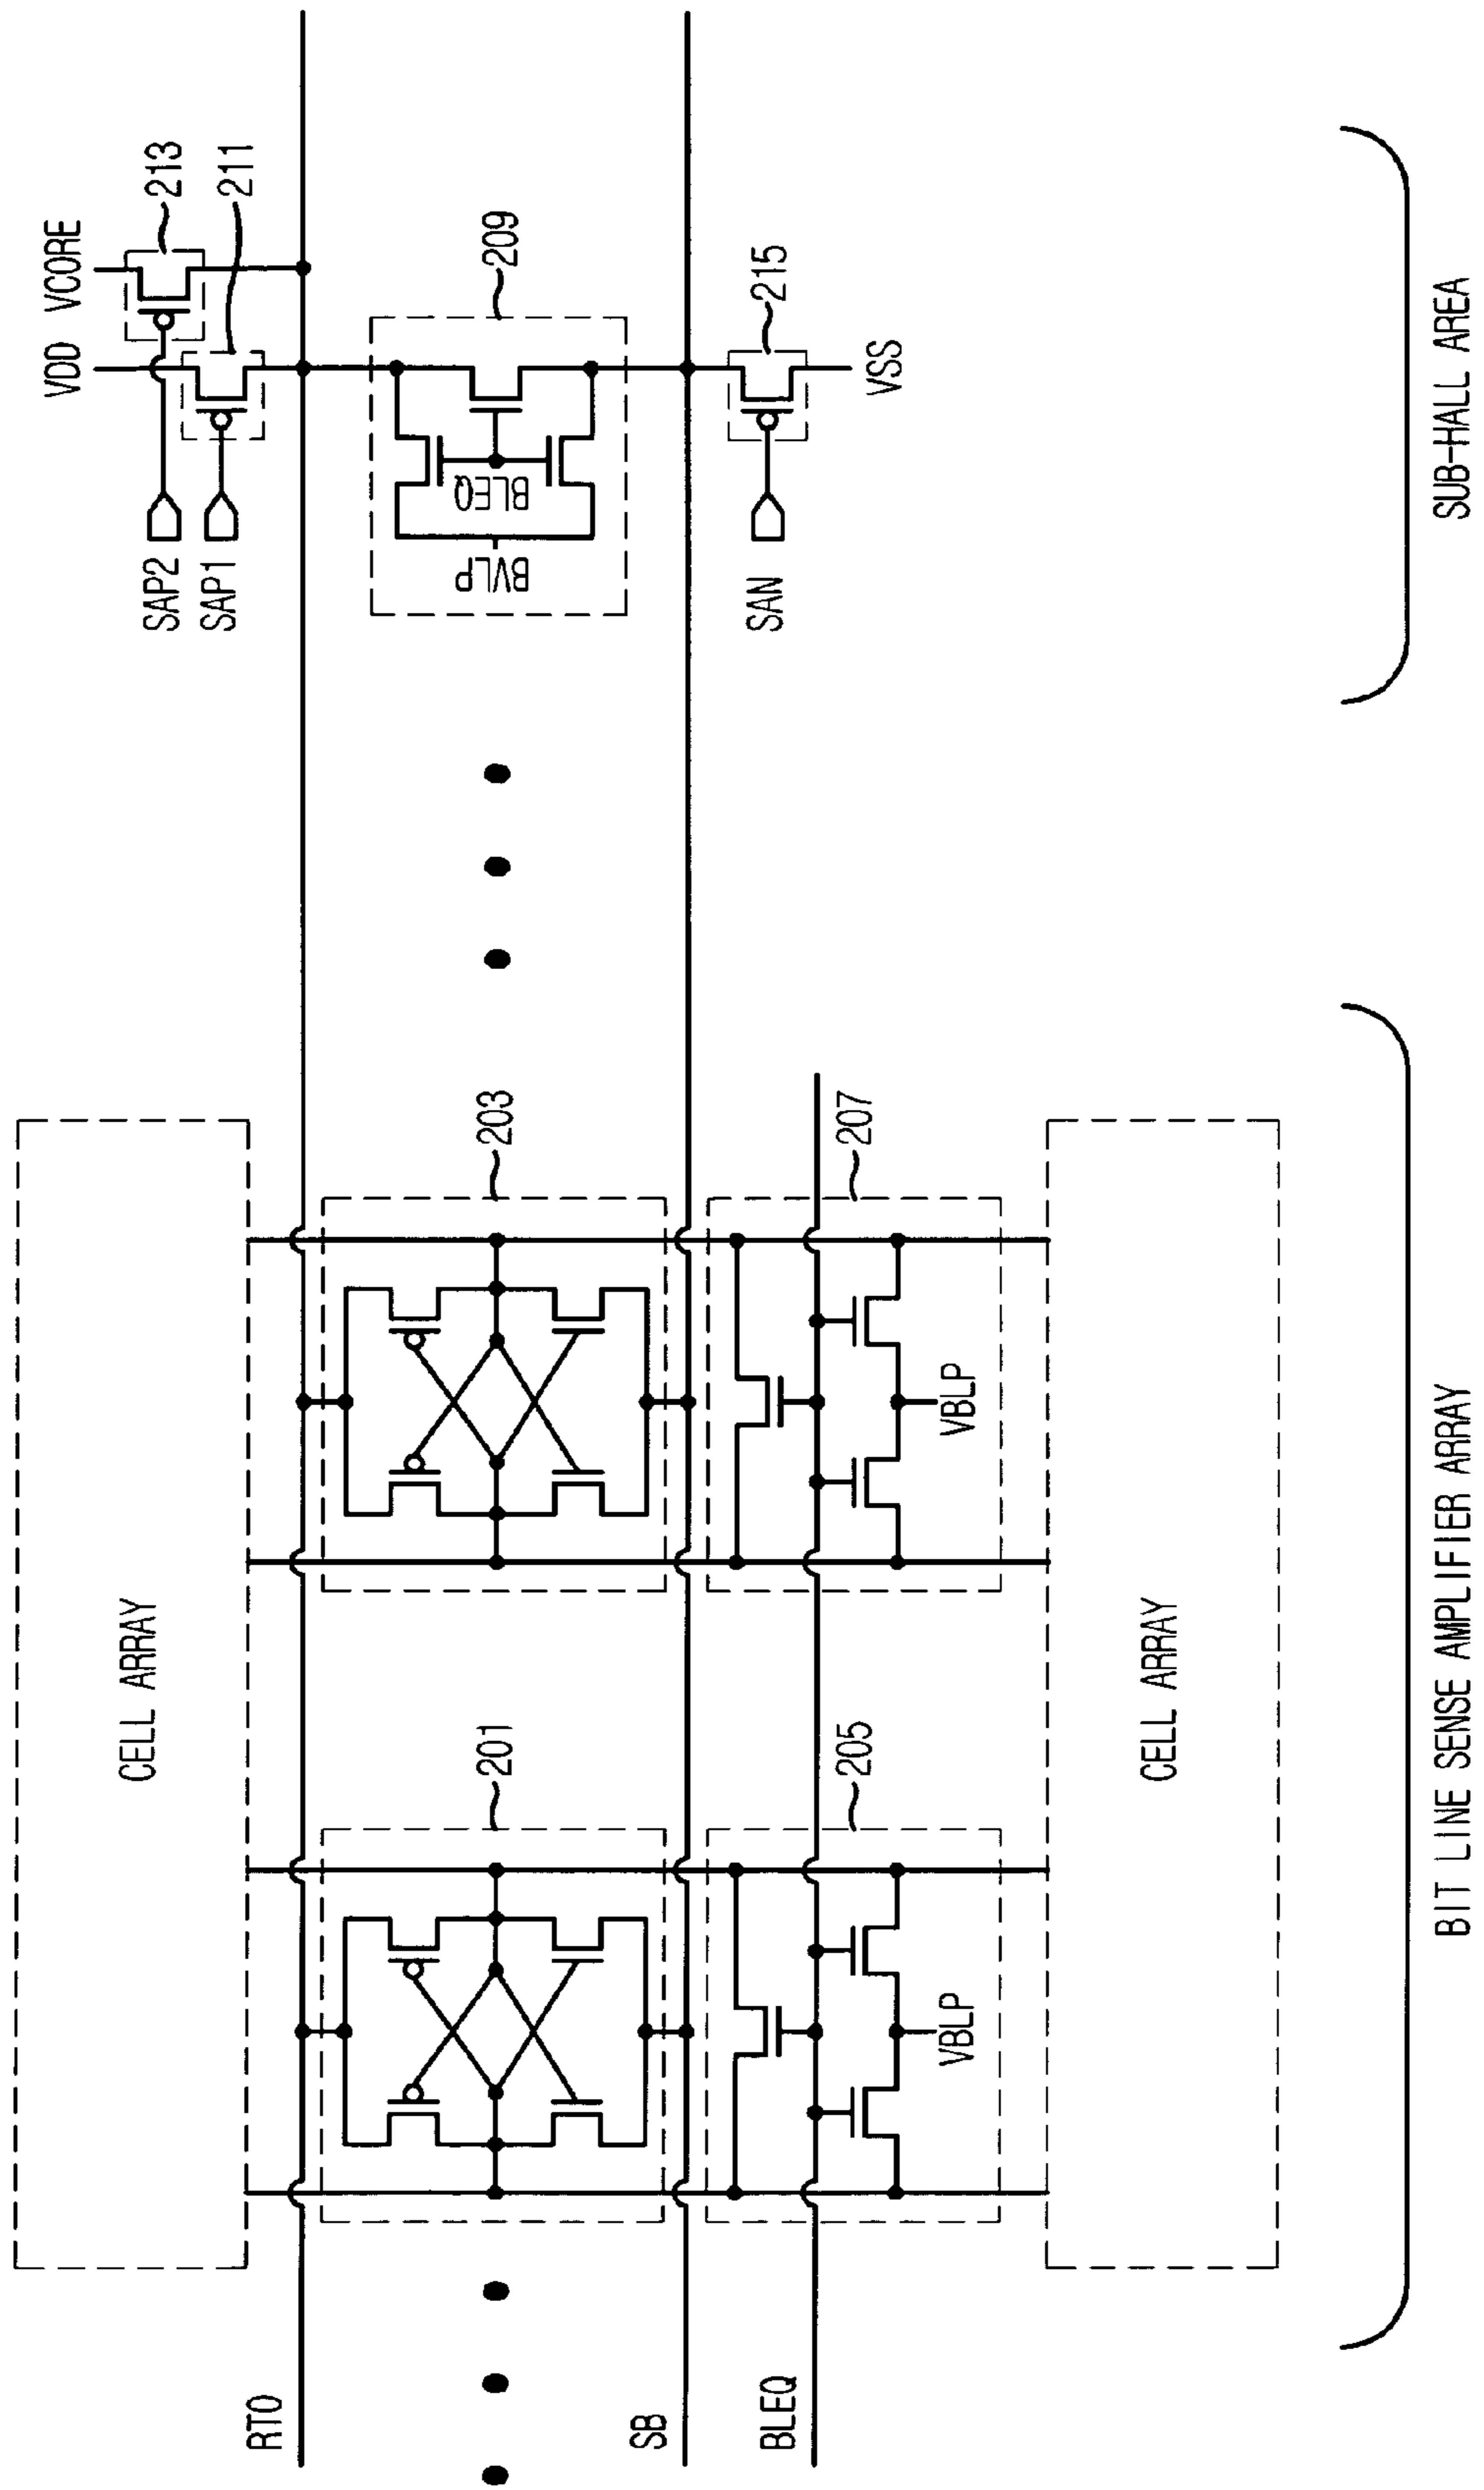 VDD VCORE
213
SAP2
SAP1
211
CELL ARRAY
RTO
201
203
BLEQ
BVLP
209
SB
SAN
215
VSS
BLEQ
205
VBLP
207
VBLP
CELL ARRAY
BIT LINE SENSE AMPLIFIER ARRAY
SUB-HALL AREA